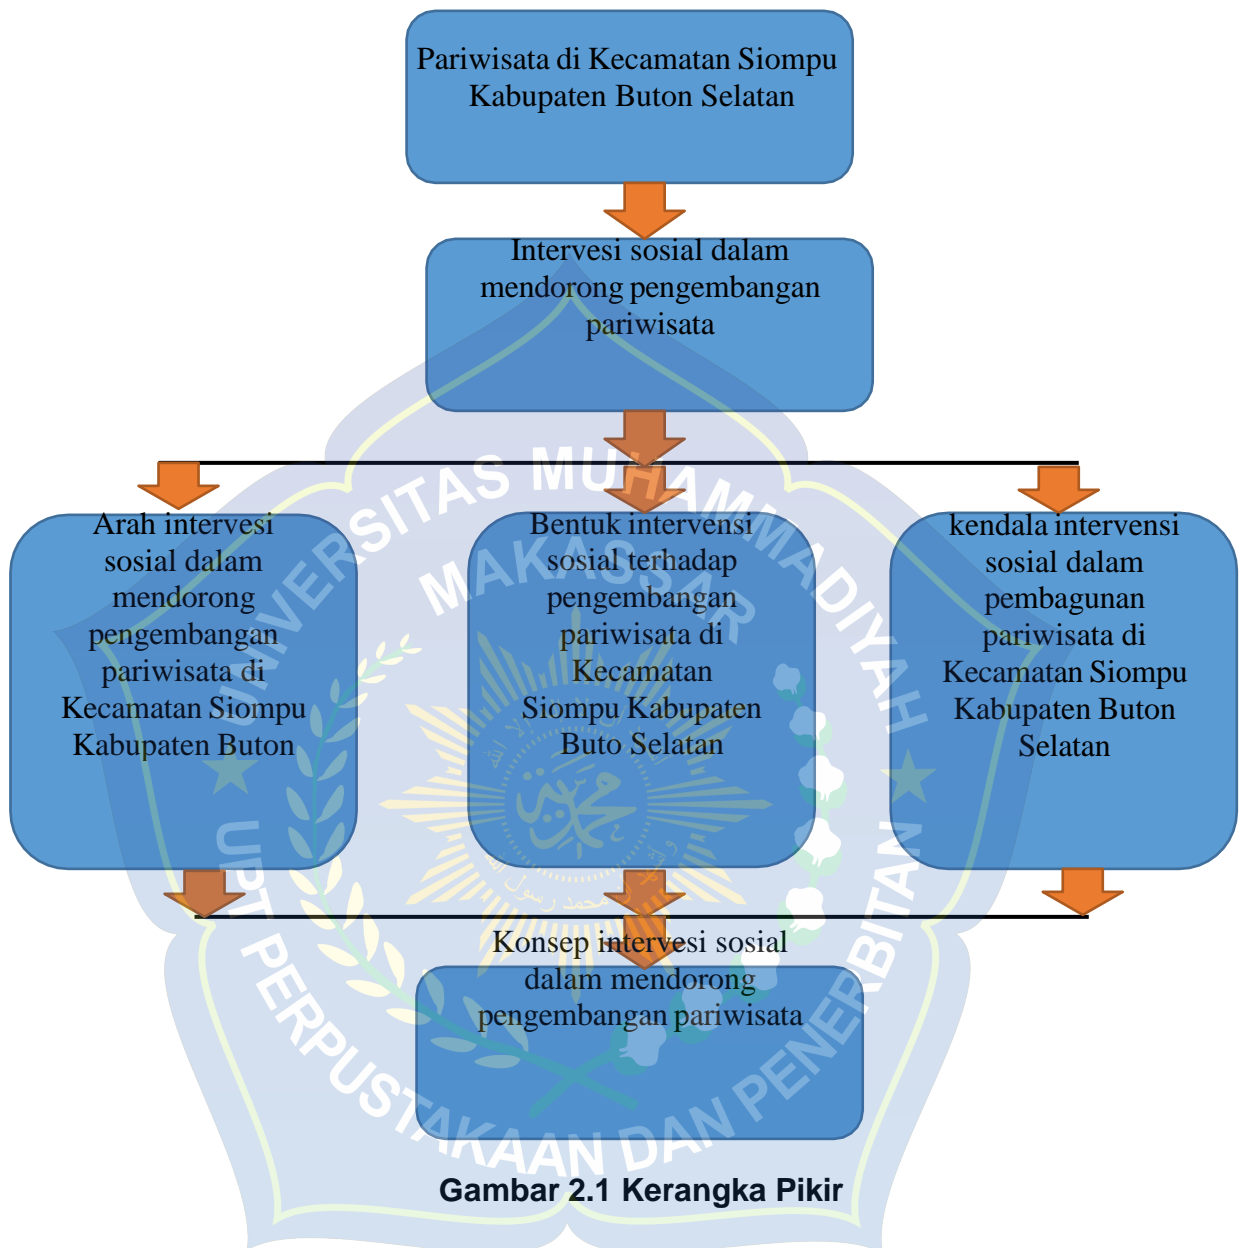 Pariwisata di Kecamatan Siompu
Kabupaten Buton Selatan
Intervesi sosial dalam
mendorong pengembangan
pariwisata
Arah intervesi
sosial dalam
mendorong
pengembangan
pariwisata di
Kecamatan Siompu
Kabupaten Buton
Bentuk intervensi
sosial terhadap
pengembangan
pariwisata di
Kecamatan
Siompu Kabupaten
Buto Selatan
kendala intervensi
sosial dalam
pembagunan
pariwisata di
Kecamatan Siompu
Kabupaten Buton
Selatan
Konsep intervesi sosial
dalam mendorong
pengembangan pariwisata
UNIVERSITAS MUHAMMADIYAH
MAKASSAR
UPT PERPUSTAKAAN DAN PENERBITAN
محمد رسول الله
Gambar 2.1 Kerangka Pikir